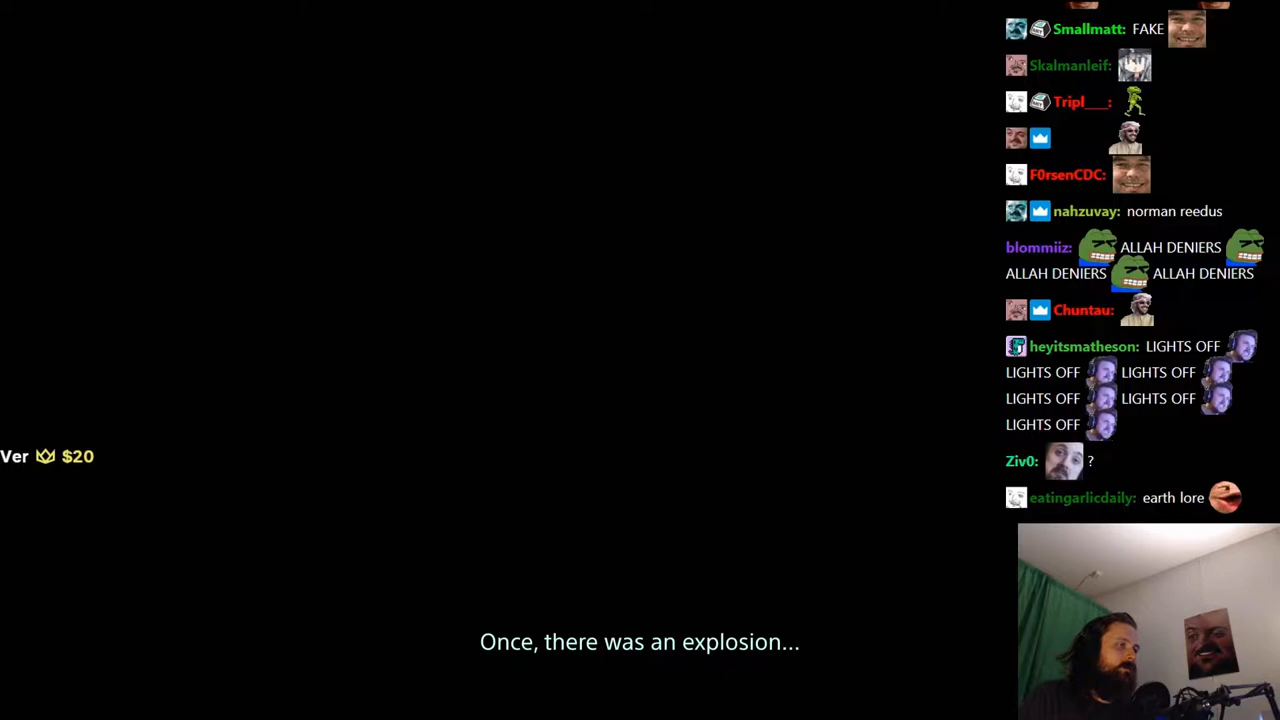 Smallmatt: FAKE
Skalmanleif:
Tripl___:
F0rsenCDC:
nahzuvay: norman reedus
blommiiz: ALLAH DENIERS
ALLAH DENIERS ALLAH DENIERS
Chuntau:
heyitsmatheson: LIGHTS OFF
LIGHTS OFF LIGHTS OFF
LIGHTS OFF LIGHTS OFF
LIGHTS OFF
Ziv0: ?
eatingarlicdaily: earth lore
Ver $20
Once, there was an explosion...